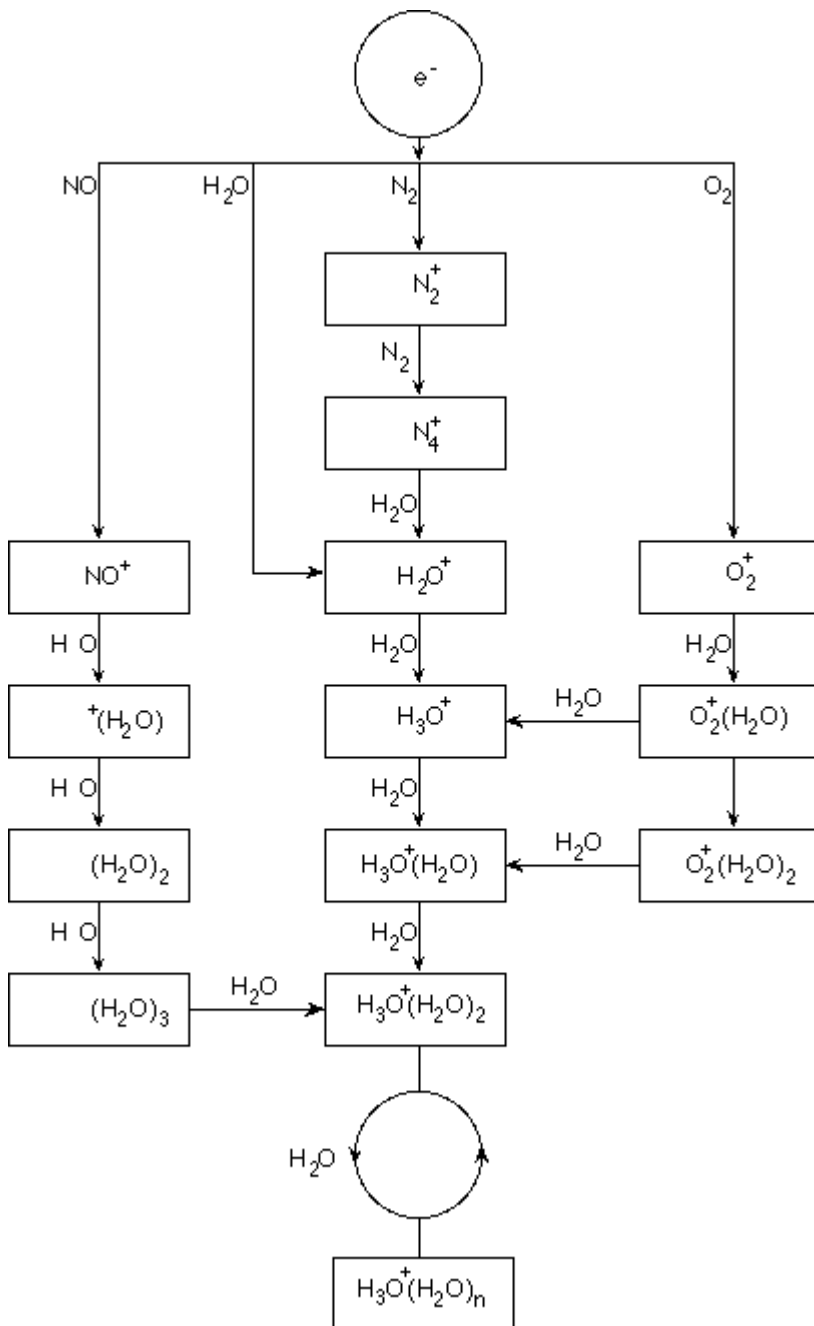 e⁻
NO H₂O N₂ O₂
N₂⁺
N₂
N₄⁺
H₂O
NO⁺ H₂O⁺ O₂⁺
H O H₂O H₂O
⁺(H₂O) H₃O⁺ H₂O O₂⁺(H₂O)
H O H₂O
(H₂O)₂ H₃O⁺(H₂O) H₂O O₂⁺(H₂O)₂
H O H₂O
(H₂O)₃ H₂O H₃O⁺(H₂O)₂
H₂O
H₃O⁺(H₂O)ₙ